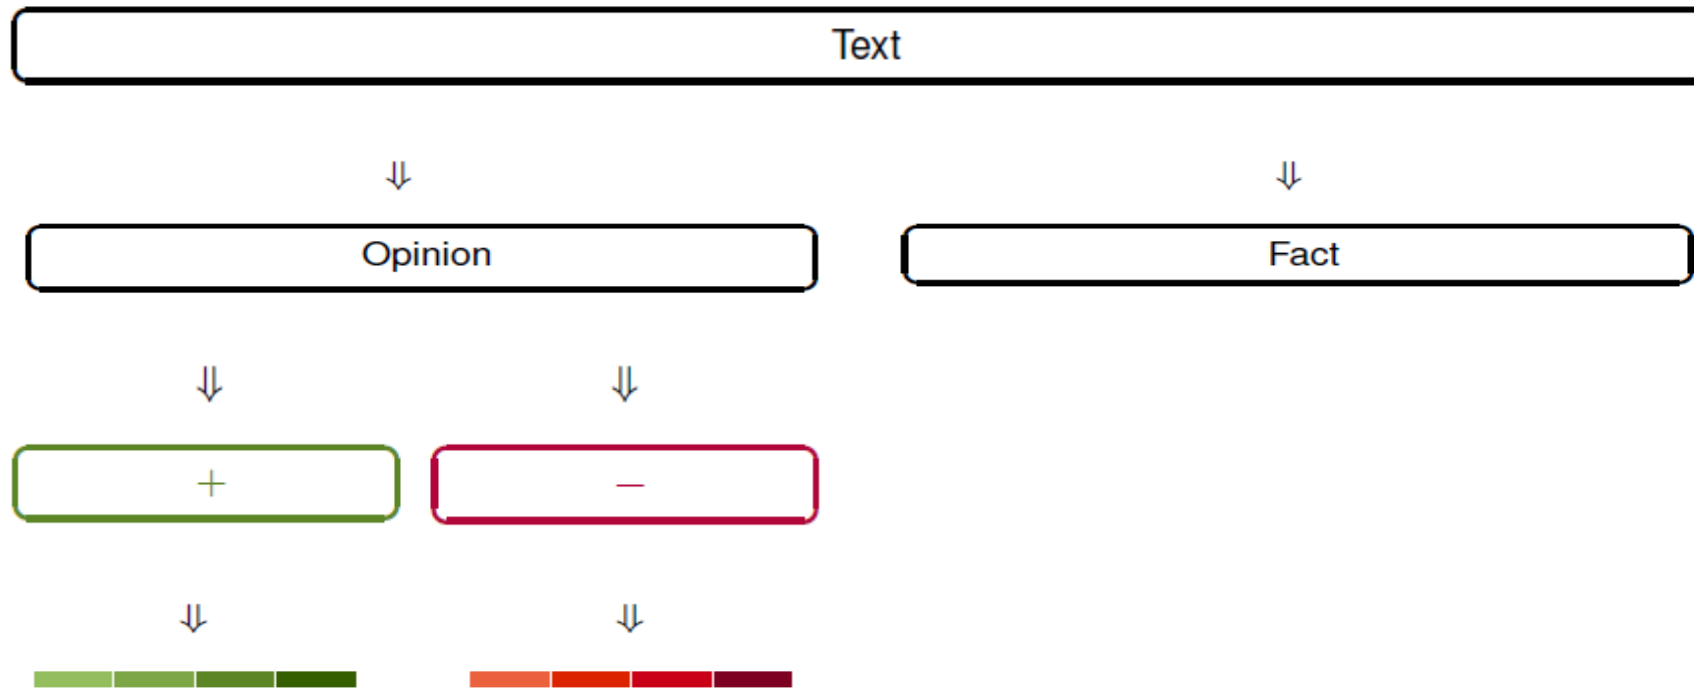 Text
⇓ ⇓
Opinion Fact
⇓ ⇓
+ −
⇓ ⇓